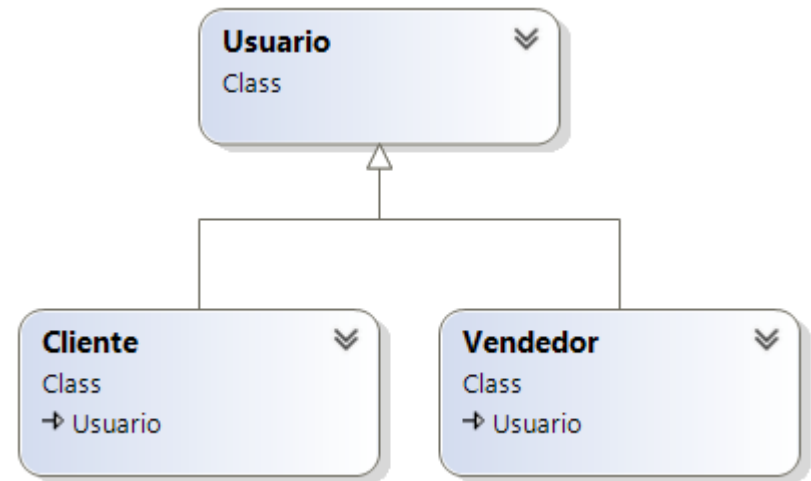 Usuario
Class
Cliente
Class
Usuario
Vendedor
Class
Usuario